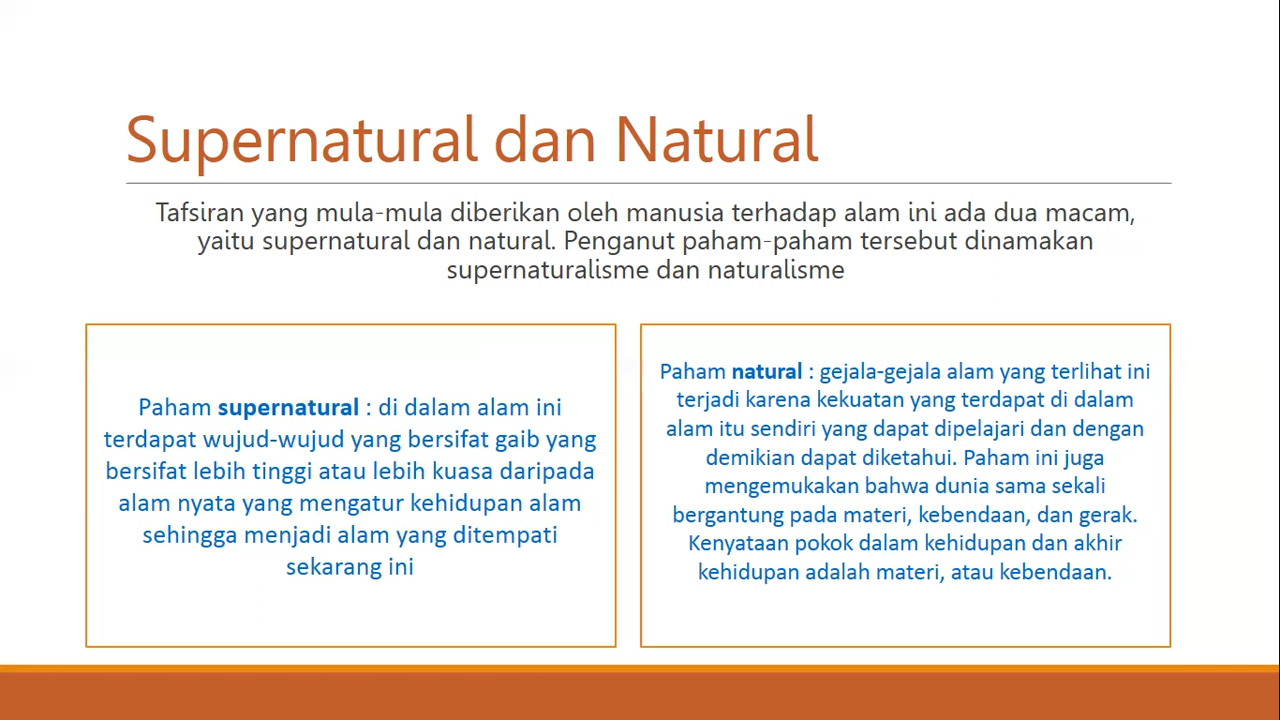 Supernatural dan Natural
Tafsiran yang mula-mula diberikan oleh manusia terhadap alam ini ada dua macam,
yaitu supernatural dan natural. Penganut paham-paham tersebut dinamakan
supernaturalisme dan naturalisme
Paham supernatural : di dalam alam ini
terdapat wujud-wujud yang bersifat gaib yang
bersifat lebih tinggi atau lebih kuasa daripada
alam nyata yang mengatur kehidupan alam
sehingga menjadi alam yang ditempati
sekarang ini
Paham natural : gejala-gejala alam yang terlihat ini
terjadi karena kekuatan yang terdapat di dalam
alam itu sendiri yang dapat dipelajari dan dengan
demikian dapat diketahui. Paham ini juga
mengemukakan bahwa dunia sama sekali
bergantung pada materi, kebendaan, dan gerak.
Kenyataan pokok dalam kehidupan dan akhir
kehidupan adalah materi, atau kebendaan.